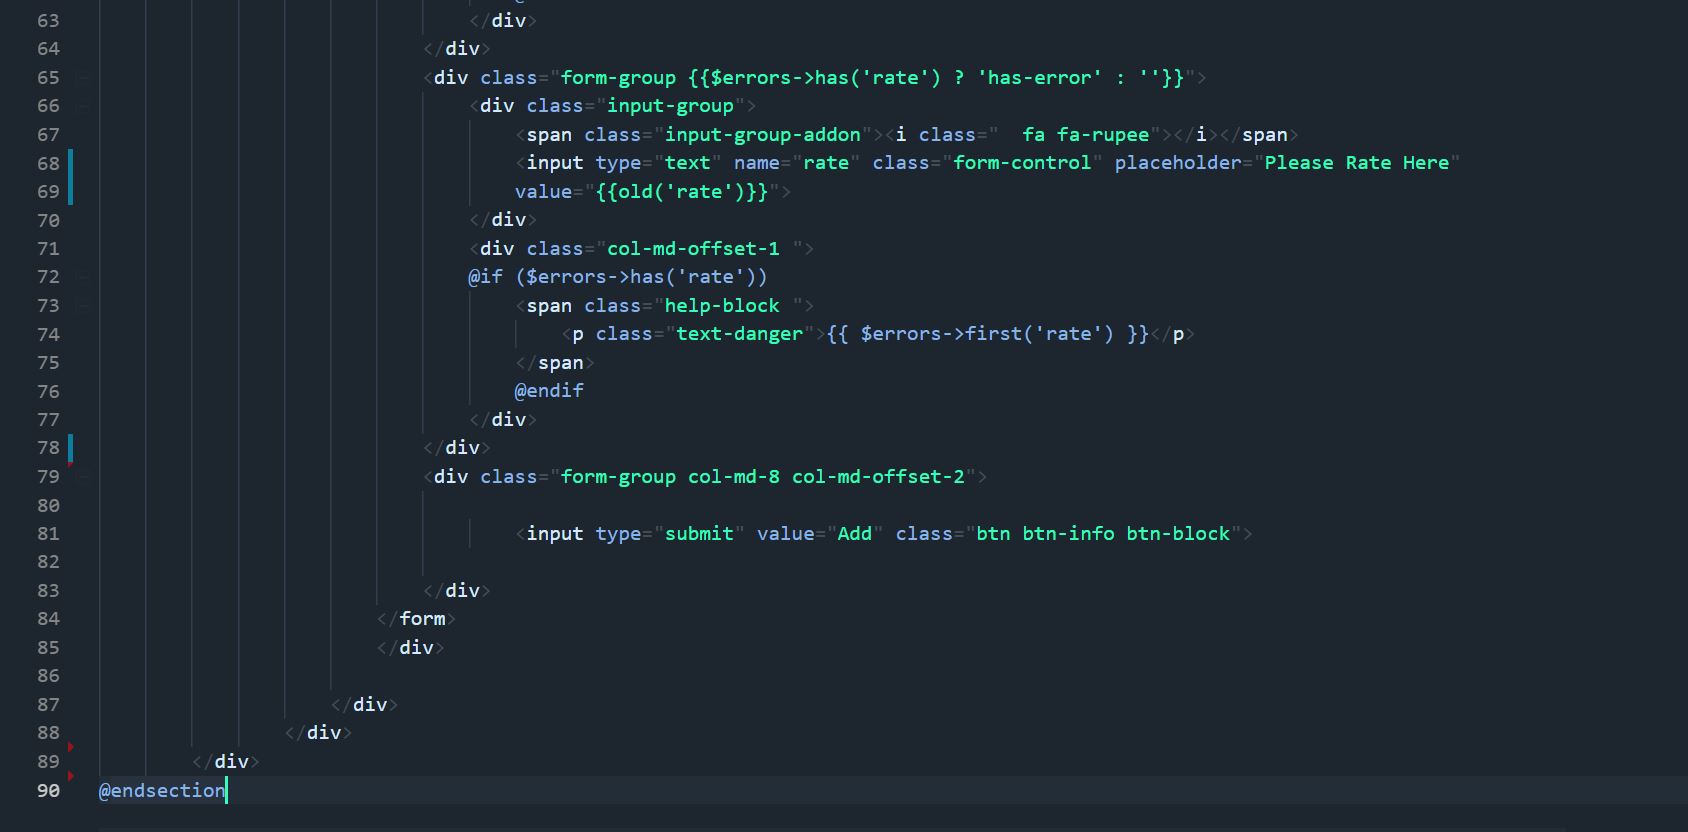 63 </div>
64 </div>
65 <div class="form-group {{$errors->has('rate') ? 'has-error' : ''}}">
66 <div class="input-group">
67 <span class="input-group-addon"><i class="  fa fa-rupee"></i></span>
68 <input type="text" name="rate" class="form-control" placeholder="Please Rate Here"
69 value="{{old('rate')}}">
70 </div>
71 <div class="col-md-offset-1 ">
72 @if ($errors->has('rate'))
73 <span class="help-block ">
74 <p class="text-danger">{{ $errors->first('rate') }}</p>
75 </span>
76 @endif
77 </div>
78 </div>
79 <div class="form-group col-md-8 col-md-offset-2">
80
81 <input type="submit" value="Add" class="btn btn-info btn-block">
82
83 </div>
84 </form>
85 </div>
86
87 </div>
88 </div>
89 </div>
90 @endsection